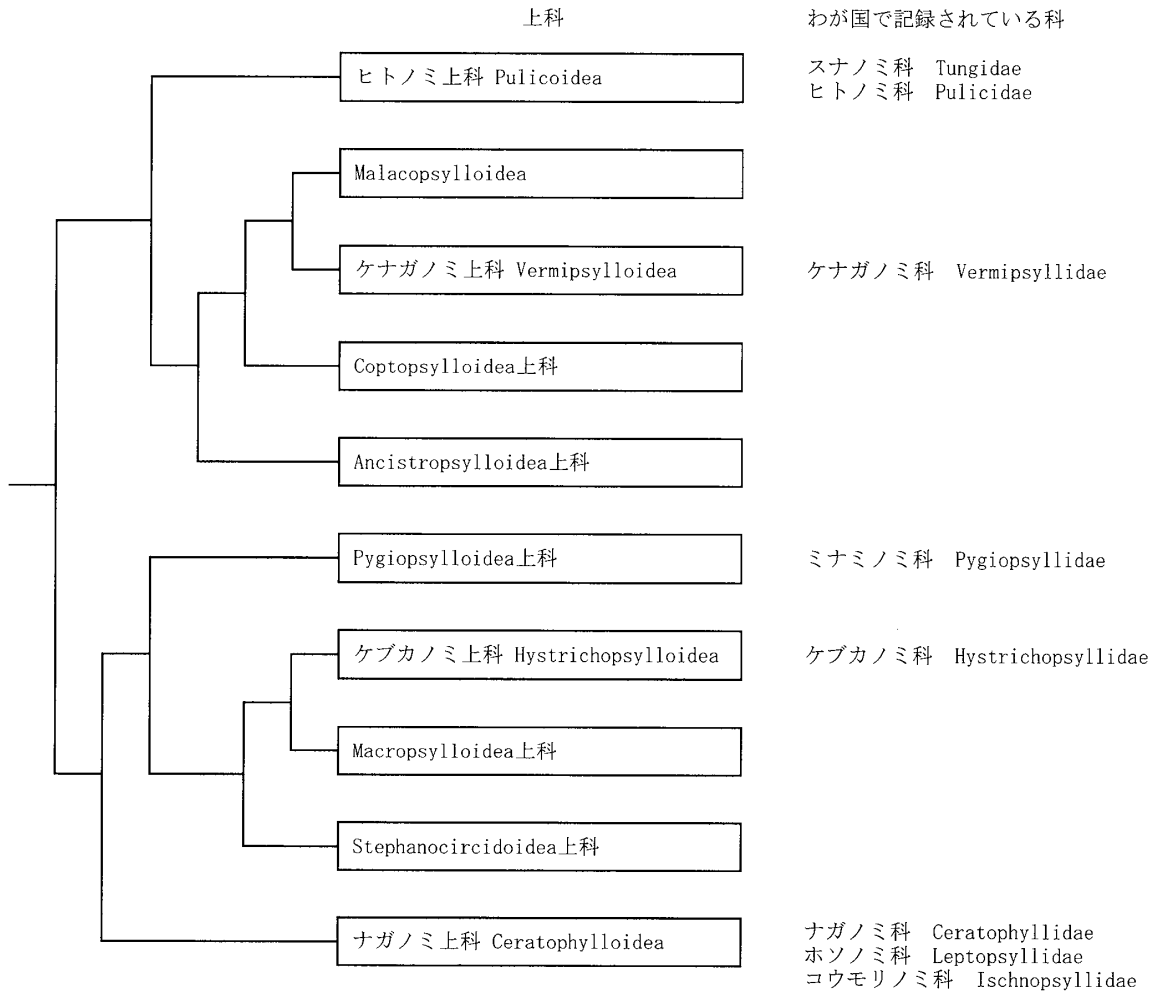 上科 わが国で記録されている科
ヒトノミ上科 Pulicoidea スナノミ科 Tungidae
ヒトノミ科 Pulicidae
Malacopsylloidea
ケナガノミ上科 Vermipsylloidea ケナガノミ科 Vermipsyllidae
Coptopsylloidea上科
Ancistropsylloidea上科
Pygiopsylloidea上科 ミナミノミ科 Pygiopsyllidae
ケブカノミ上科 Hystrichopsylloidea ケブカノミ科 Hystrichopsyllidae
Macropsylloidea上科
Stephanocircidoidea上科
ナガノミ上科 Ceratophylloidea ナガノミ科 Ceratophyllidae
ホソノミ科 Leptopsyllidae
コウモリノミ科 Ischnopsyllidae